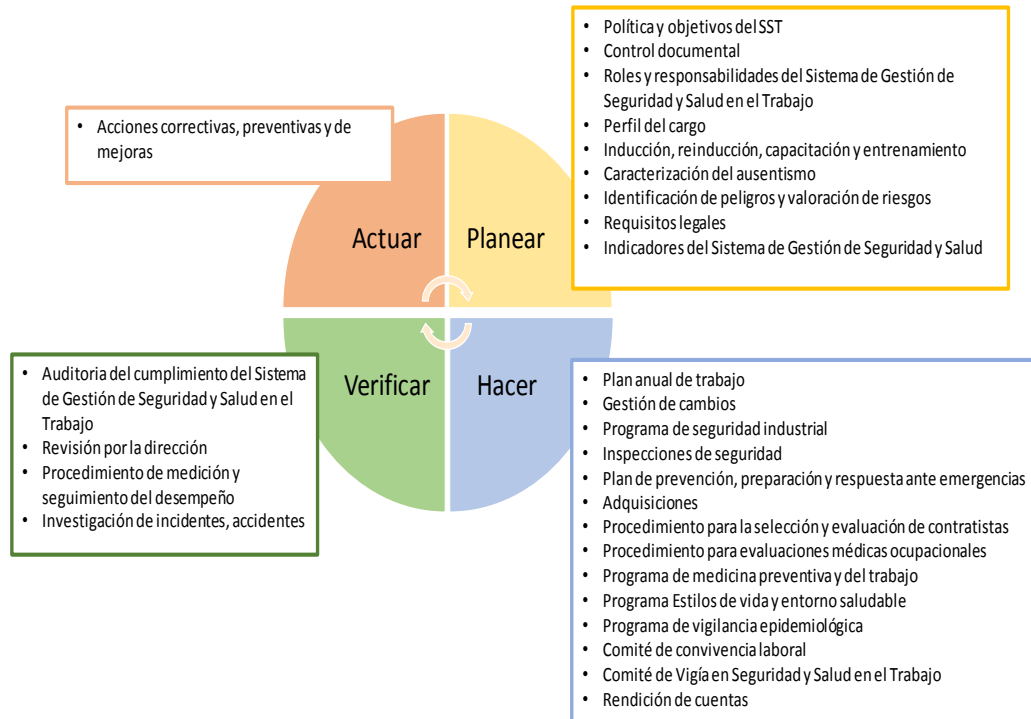 • Política y objetivos del SST
• Control documental
• Roles y responsabilidades del Sistema de Gestión de
Seguridad y Salud en el Trabajo
• Perfil del cargo
• Inducción, reinducción, capacitación y entrenamiento
• Caracterización del ausentismo
• Identificación de peligros y valoración de riesgos
• Requisitos legales
• Indicadores del Sistema de Gestión de Seguridad y Salud
• Acciones correctivas, preventivas y de
mejoras
Actuar
Planear
Verificar
Hacer
• Auditoria del cumplimiento del Sistema
de Gestión de Seguridad y Salud en el
Trabajo
• Revisión por la dirección
• Procedimiento de medición y
seguimiento del desempeño
• Investigación de incidentes, accidentes
• Plan anual de trabajo
• Gestión de cambios
• Programa de seguridad industrial
• Inspecciones de seguridad
• Plan de prevención, preparación y respuesta ante emergencias
• Adquisiciones
• Procedimiento para la selección y evaluación de contratistas
• Procedimiento para evaluaciones médicas ocupacionales
• Programa de medicina preventiva y del trabajo
• Programa Estilos de vida y entorno saludable
• Programa de vigilancia epidemiológica
• Comité de convivencia laboral
• Comité de Vigía en Seguridad y Salud en el Trabajo
• Rendición de cuentas